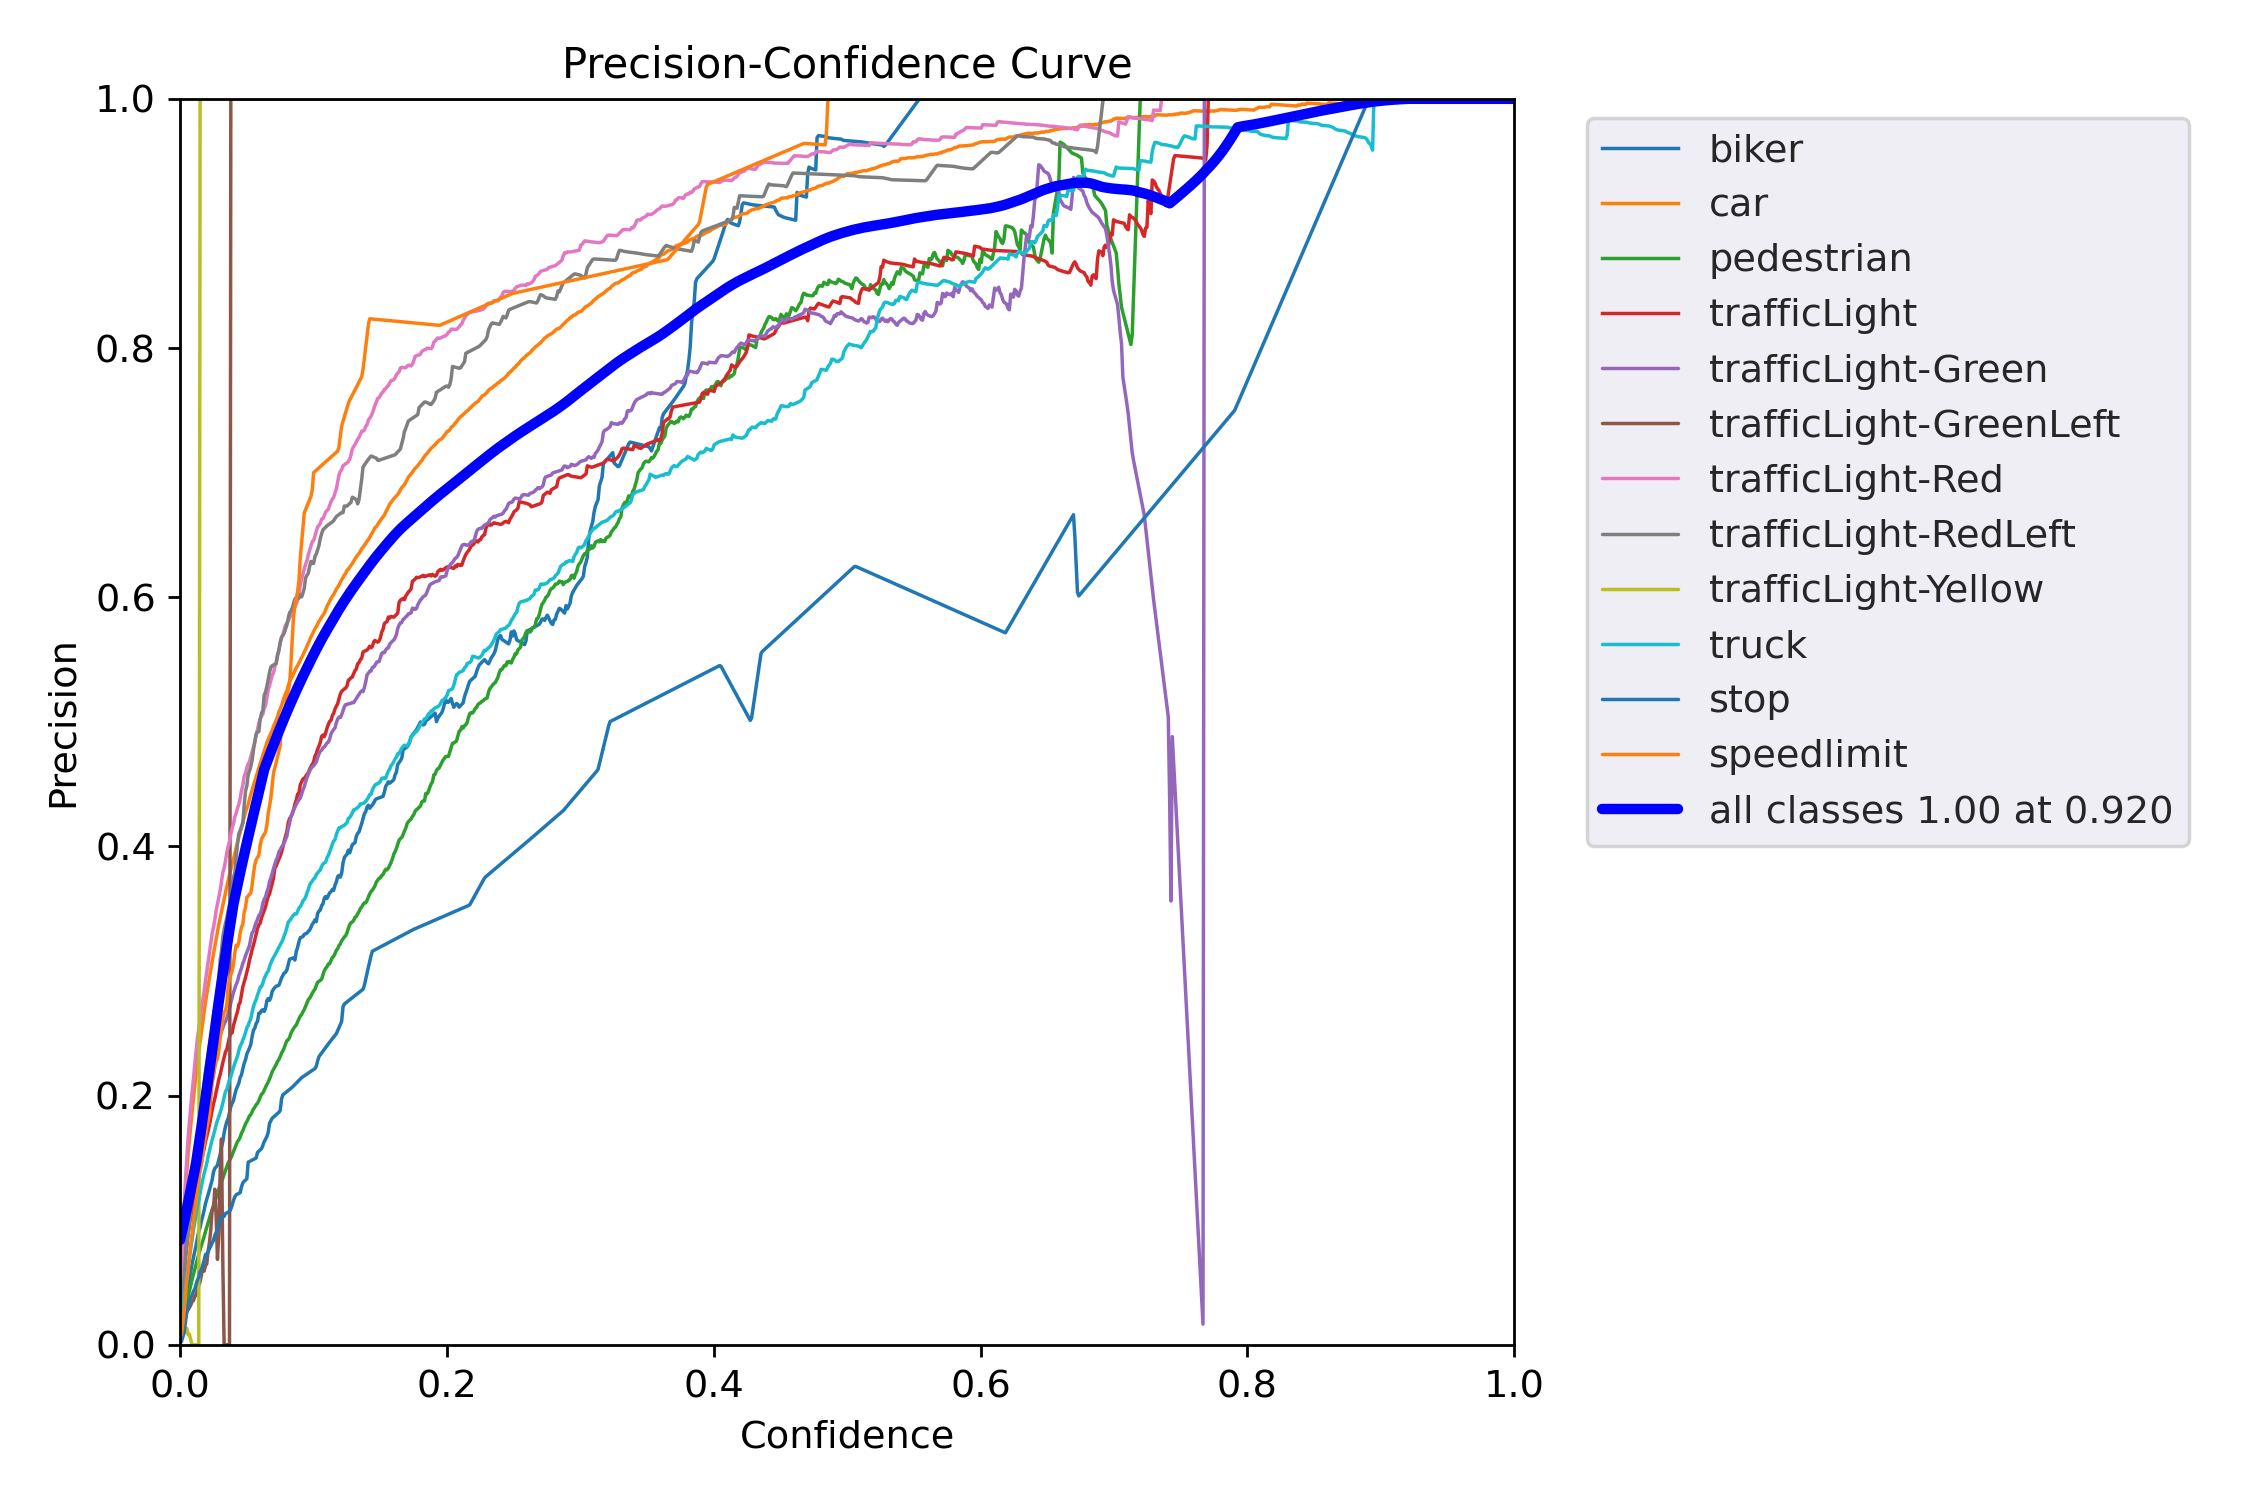 Precision-Confidence Curve
1.0
0.8
0.6
0.4
0.2
0.0
Precision
0.0 0.2 0.4 0.6 0.8 1.0
Confidence
biker
car
pedestrian
trafficLight
trafficLight-Green
trafficLight-GreenLeft
trafficLight-Red
trafficLight-RedLeft
trafficLight-Yellow
truck
stop
speedlimit
all classes 1.00 at 0.920